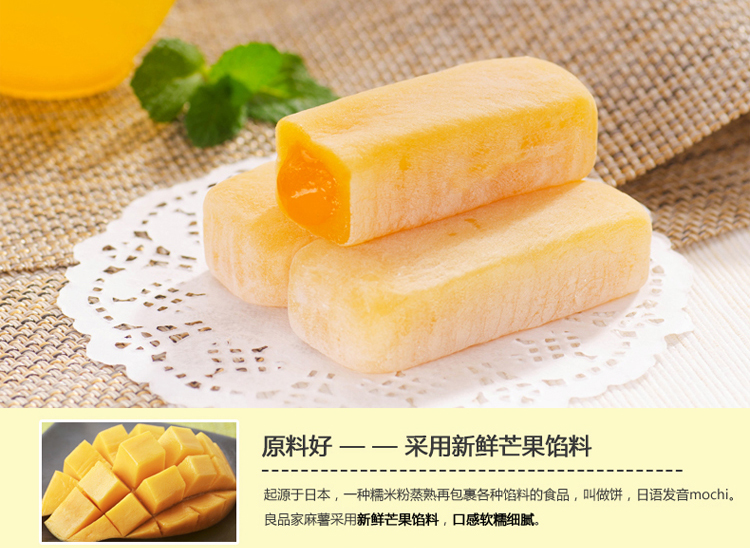 原料好 — — 采用新鲜芒果馅料
起源于日本，一种糯米粉蒸熟再包裹各种馅料的食品，叫做饼，日语发音mochi。
良品家麻薯采用新鲜芒果馅料，口感软糯细腻。